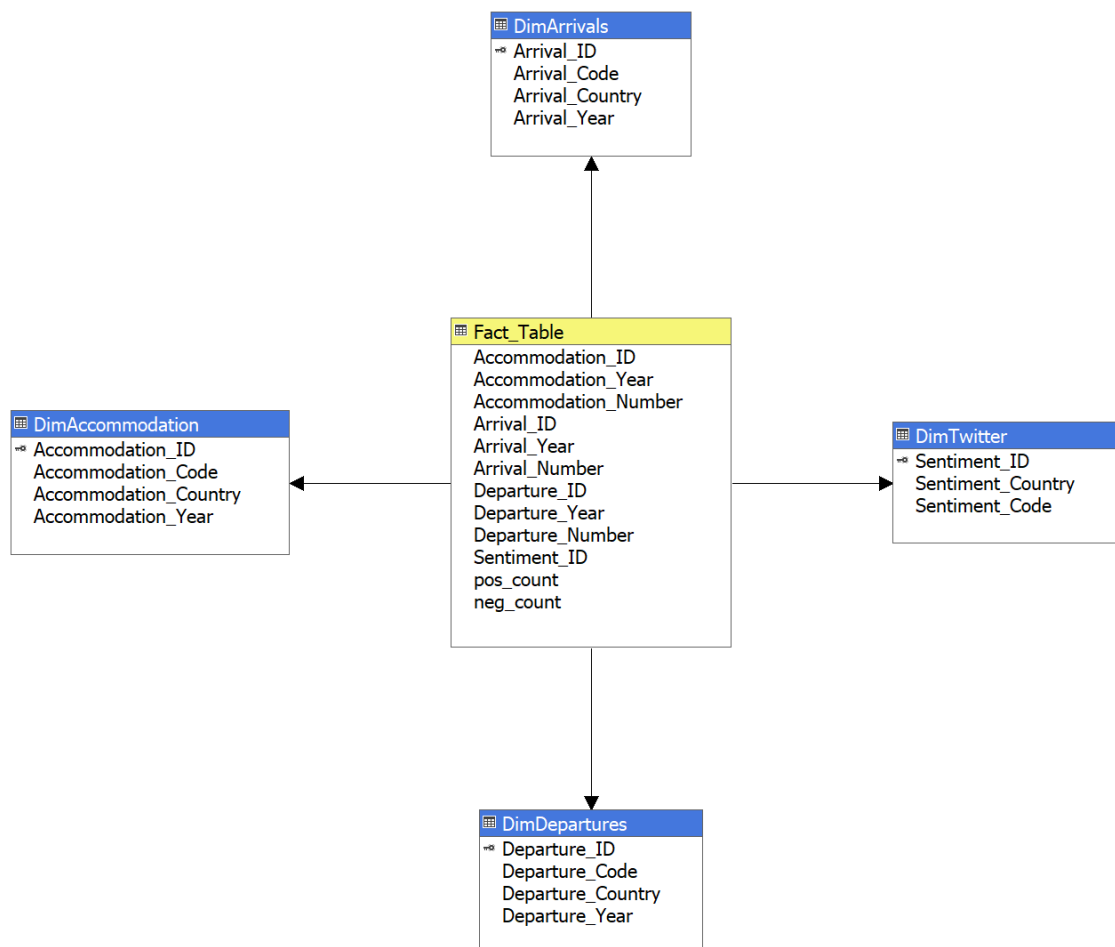 DimArrivals
Arrival_ID
Arrival_Code
Arrival_Country
Arrival_Year
Fact_Table
Accommodation_ID
Accommodation_Year
Accommodation_Number
Arrival_ID
Arrival_Year
Arrival_Number
Departure_ID
Departure_Year
Departure_Number
Sentiment_ID
pos_count
neg_count
DimAccommodation
Accommodation_ID
Accommodation_Code
Accommodation_Country
Accommodation_Year
DimTwitter
Sentiment_ID
Sentiment_Country
Sentiment_Code
DimDepartures
Departure_ID
Departure_Code
Departure_Country
Departure_Year